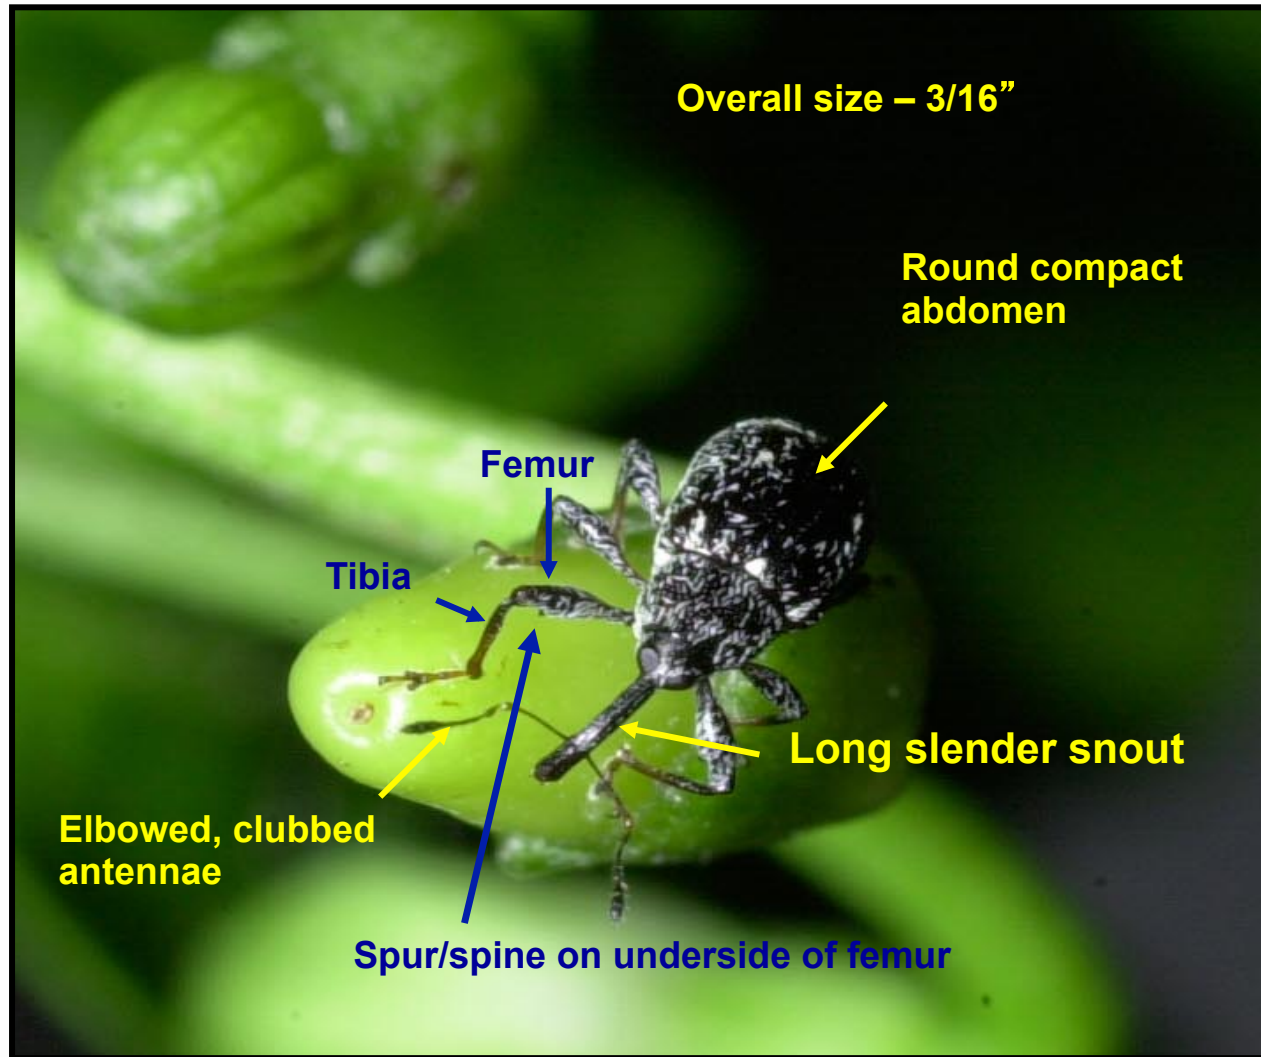 Overall size – 3/16”
Round compact
abdomen
Femur
Tibia
Long slender snout
Elbowed, clubbed
antennae
Spur/spine on underside of femur